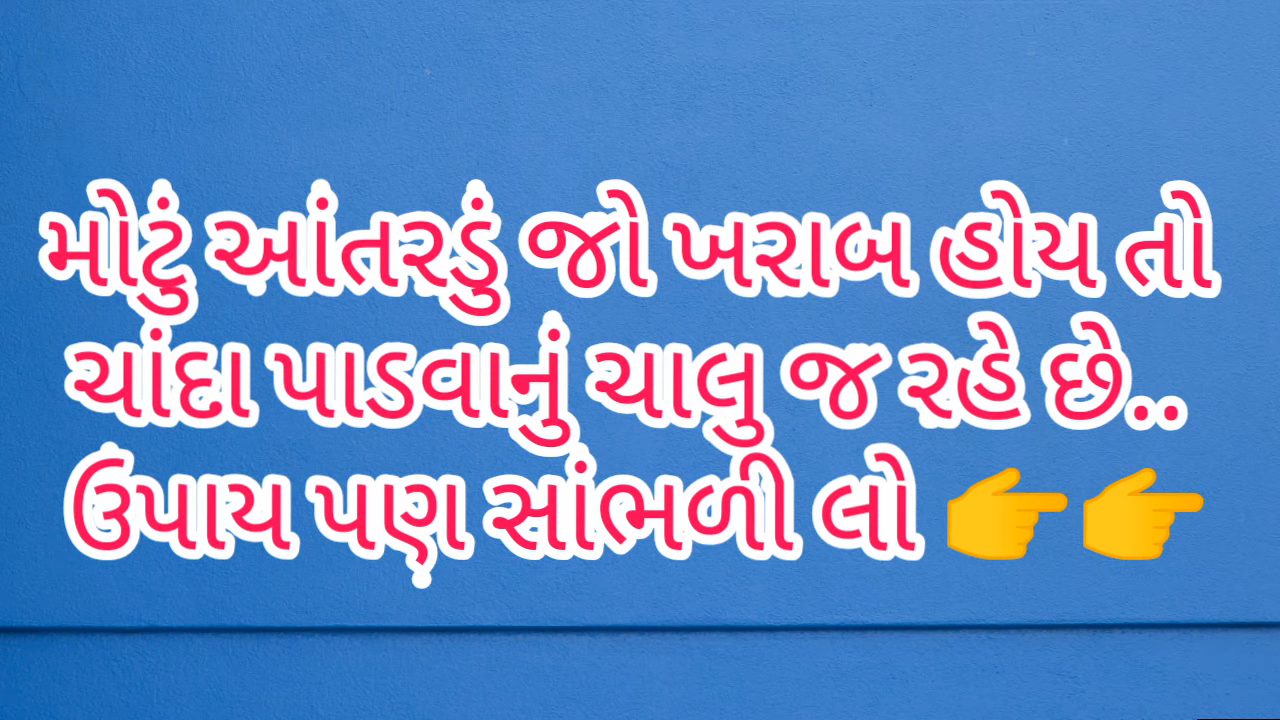 મોટું આંતરડું જો ખરાબ હોય તો
ચાંદા પાડવાનું ચાલુ જ રહે છે..
ઉપાય પણ સાંભળી લો 👉👉